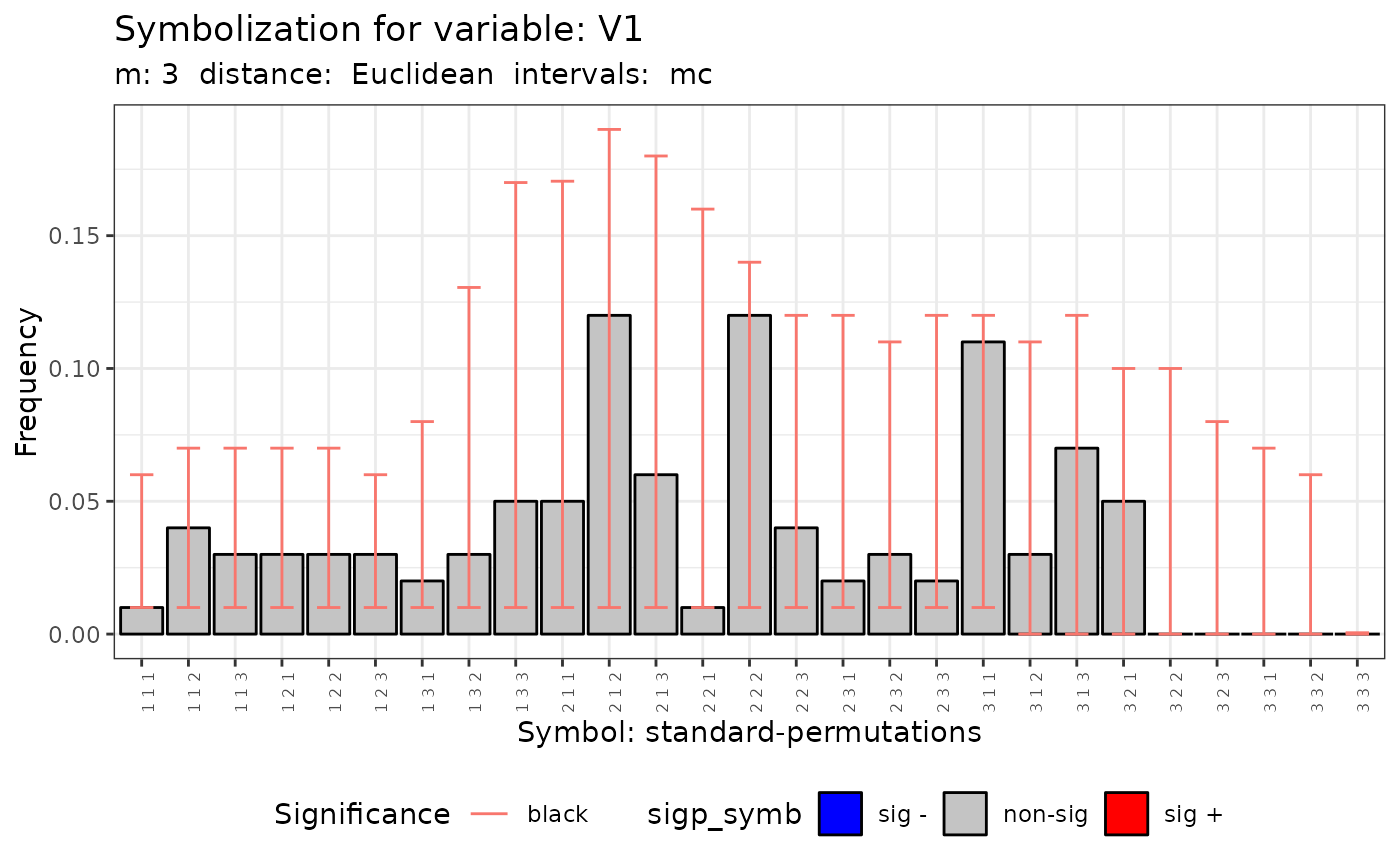 Symbolization for variable: V1
m: 3 distance: Euclidean intervals: mc
Frequency
0.15
0.10
0.05
0.00
1 1 1
1 1 2
1 1 3
1 2 1
1 2 2
1 2 3
1 3 1
1 3 2
1 3 3
2 1 1
2 1 2
2 1 3
2 2 1
2 2 2
2 2 3
2 3 1
2 3 2
2 3 3
3 1 1
3 1 2
3 1 3
3 2 1
3 2 2
3 2 3
3 3 1
3 3 2
3 3 3
Symbol: standard-permutations
Significance black sigp_symb sig - non-sig sig +